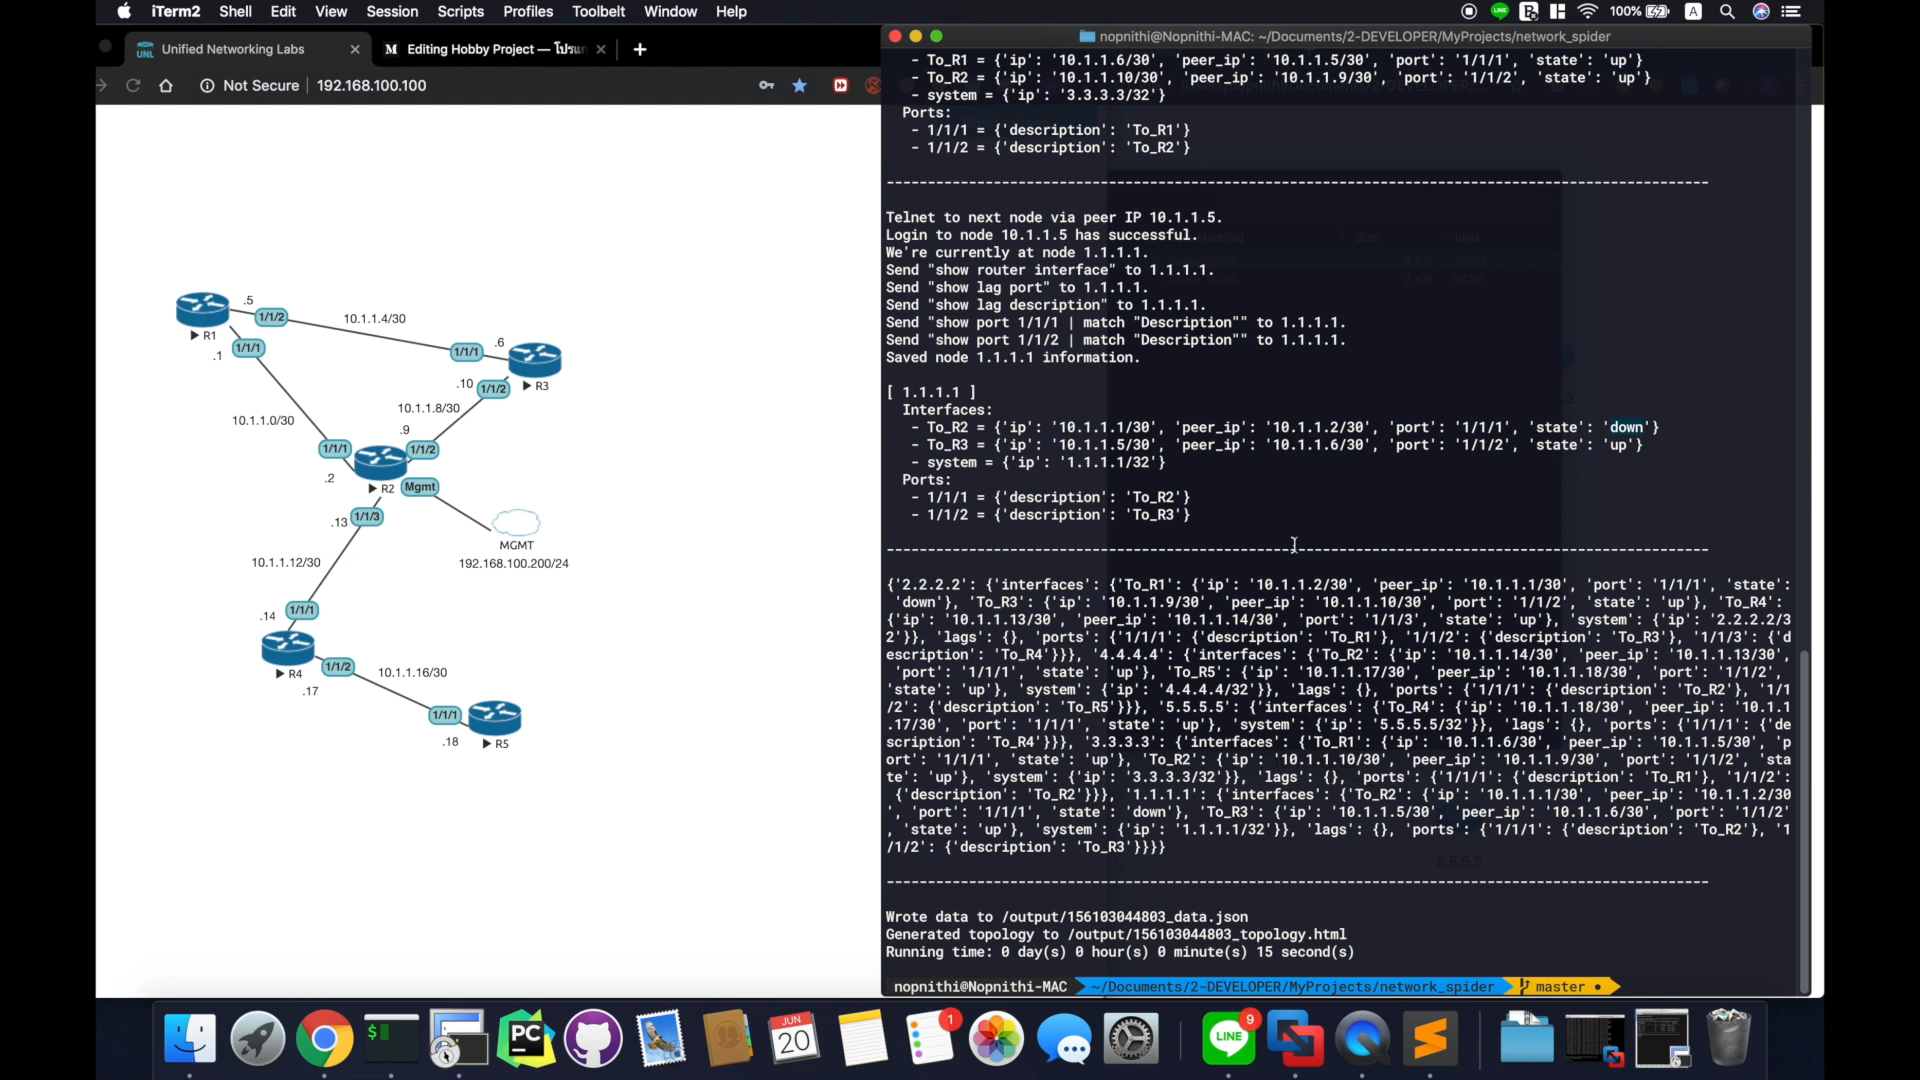 iTerm2 Shell Edit View Session Scripts Profiles Toolbelt Window Help
100% A
Unified Networking Labs
Editing Hobby Project — โปรแ
Not Secure 192.168.100.100
.5
1/1/2
10.1.1.4/30
R1
1/1/1
.1
.6
1/1/1
R3
.10
1/1/2
10.1.1.8/30
10.1.1.0/30
.9
1/1/1
1/1/2
.2
R2
Mgmt
.13
1/1/3
MGMT
192.168.100.200/24
10.1.1.12/30
.14
1/1/1
R4
1/1/2
10.1.1.16/30
.17
1/1/1
.18
R5
nopnithi@Nopnithi-MAC: ~/Documents/2-DEVELOPER/MyProjects/network_spider
- To_R1 = {'ip': '10.1.1.6/30', 'peer_ip': '10.1.1.5/30', 'port': '1/1/1', 'state': 'up'}
- To_R2 = {'ip': '10.1.1.10/30', 'peer_ip': '10.1.1.9/30', 'port': '1/1/2', 'state': 'up'}
- system = {'ip': '3.3.3.3/32'}
Ports:
- 1/1/1 = {'description': 'To_R1'}
- 1/1/2 = {'description': 'To_R2'}
----------------------------------------------------------------------------------------------------
Telnet to next node via peer IP 10.1.1.5.
Login to node 10.1.1.5 has successful.
We're currently at node 1.1.1.1.
Send "show router interface" to 1.1.1.1.
Send "show lag port" to 1.1.1.1.
Send "show lag description" to 1.1.1.1.
Send "show port 1/1/1 | match "Description"" to 1.1.1.1.
Send "show port 1/1/2 | match "Description"" to 1.1.1.1.
Saved node 1.1.1.1 information.
[ 1.1.1.1 ]
Interfaces:
- To_R2 = {'ip': '10.1.1.1/30', 'peer_ip': '10.1.1.2/30', 'port': '1/1/1', 'state': 'down'}
- To_R3 = {'ip': '10.1.1.5/30', 'peer_ip': '10.1.1.6/30', 'port': '1/1/2', 'state': 'up'}
- system = {'ip': '1.1.1.1/32'}
Ports:
- 1/1/1 = {'description': 'To_R2'}
- 1/1/2 = {'description': 'To_R3'}
----------------------------------------------------------------------------------------------------
{'2.2.2.2': {'interfaces': {'To_R1': {'ip': '10.1.1.2/30', 'peer_ip': '10.1.1.1/30', 'port': '1/1/1', 'state':
'down'}, 'To_R3': {'ip': '10.1.1.9/30', 'peer_ip': '10.1.1.10/30', 'port': '1/1/2', 'state': 'up'}, 'To_R4':
{'ip': '10.1.1.13/30', 'peer_ip': '10.1.1.14/30', 'port': '1/1/3', 'state': 'up'}, 'system': {'ip': '2.2.2.2/3
2'}}, 'lags': {}, 'ports': {'1/1/1': {'description': 'To_R1'}, '1/1/2': {'description': 'To_R3'}, '1/1/3': {'d
escription': 'To_R4'}}}, '4.4.4.4': {'interfaces': {'To_R2': {'ip': '10.1.1.14/30', 'peer_ip': '10.1.1.13/30',
'port': '1/1/1', 'state': 'up'}, 'To_R5': {'ip': '10.1.1.17/30', 'peer_ip': '10.1.1.18/30', 'port': '1/1/2',
'state': 'up'}, 'system': {'ip': '4.4.4.4/32'}}, 'lags': {}, 'ports': {'1/1/1': {'description': 'To_R2'}, '1/1
/2': {'description': 'To_R5'}}}, '5.5.5.5': {'interfaces': {'To_R4': {'ip': '10.1.1.18/30', 'peer_ip': '10.1.1
.17/30', 'port': '1/1/1', 'state': 'up'}, 'system': {'ip': '5.5.5.5/32'}}, 'lags': {}, 'ports': {'1/1/1': {'de
scription': 'To_R4'}}}, '3.3.3.3': {'interfaces': {'To_R1': {'ip': '10.1.1.6/30', 'peer_ip': '10.1.1.5/30', 'p
ort': '1/1/1', 'state': 'up'}, 'To_R2': {'ip': '10.1.1.10/30', 'peer_ip': '10.1.1.9/30', 'port': '1/1/2', 'sta
te': 'up'}, 'system': {'ip': '3.3.3.3/32'}}, 'lags': {}, 'ports': {'1/1/1': {'description': 'To_R1'}, '1/1/2':
{'description': 'To_R2'}}}, '1.1.1.1': {'interfaces': {'To_R2': {'ip': '10.1.1.1/30', 'peer_ip': '10.1.1.2/30
', 'port': '1/1/1', 'state': 'down'}, 'To_R3': {'ip': '10.1.1.5/30', 'peer_ip': '10.1.1.6/30', 'port': '1/1/2'
, 'state': 'up'}, 'system': {'ip': '1.1.1.1/32'}}, 'lags': {}, 'ports': {'1/1/1': {'description': 'To_R2'}, '1
/1/2': {'description': 'To_R3'}}}}
----------------------------------------------------------------------------------------------------
Wrote data to /output/156103044803_data.json
Generated topology to /output/156103044803_topology.html
Running time: 0 day(s) 0 hour(s) 0 minute(s) 15 second(s)
nopnithi@Nopnithi-MAC ~/Documents/2-DEVELOPER/MyProjects/network_spider master
PC
JUN
20
1
LINE
9